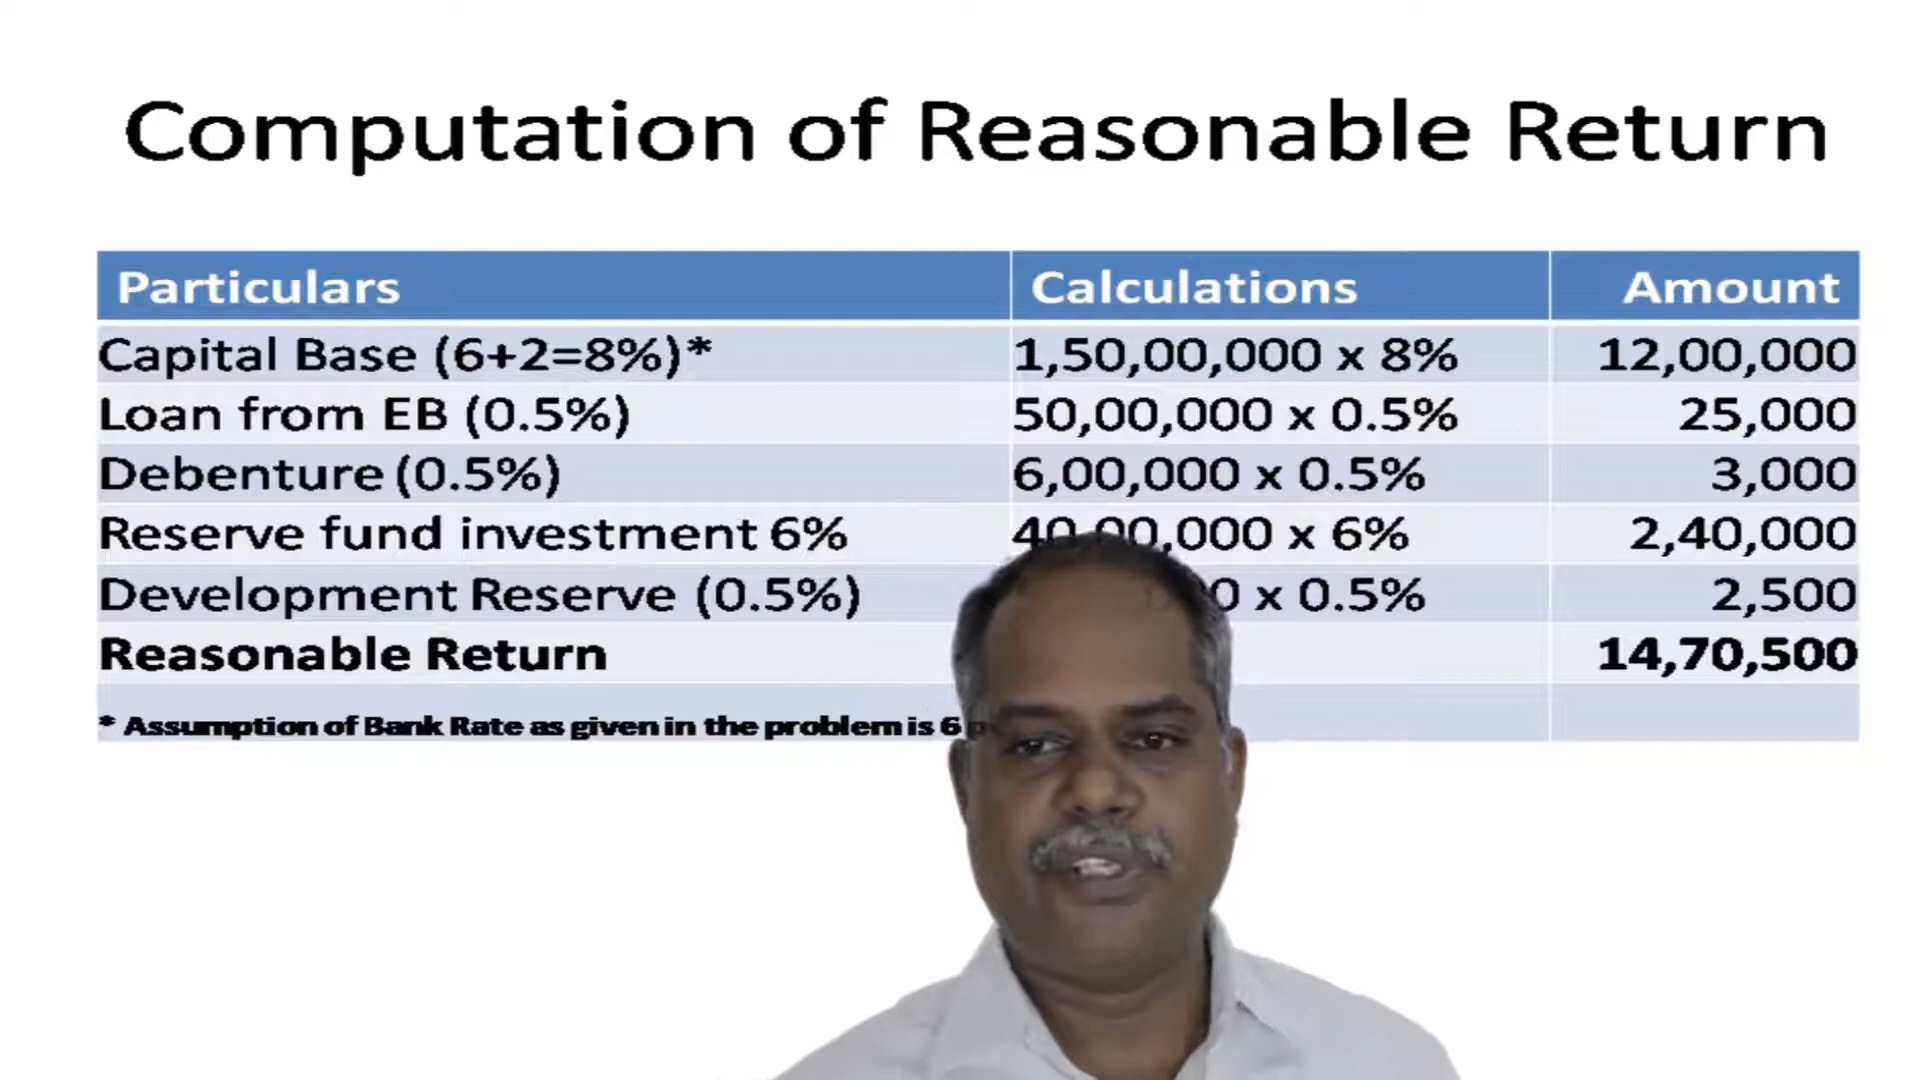 Computation of Reasonable Return
Particulars Calculations Amount
Capital Base (6+2=8%)* 1,50,00,000 x 8% 12,00,000
Loan from EB (0.5%) 50,00,000 x 0.5% 25,000
Debenture (0.5%) 6,00,000 x 0.5% 3,000
Reserve fund investment 6% 40,00,000 x 6% 2,40,000
Development Reserve (0.5%) x 0.5% 2,500
Reasonable Return 14,70,500
* Assumption of Bank Rate as given in the problem is 6